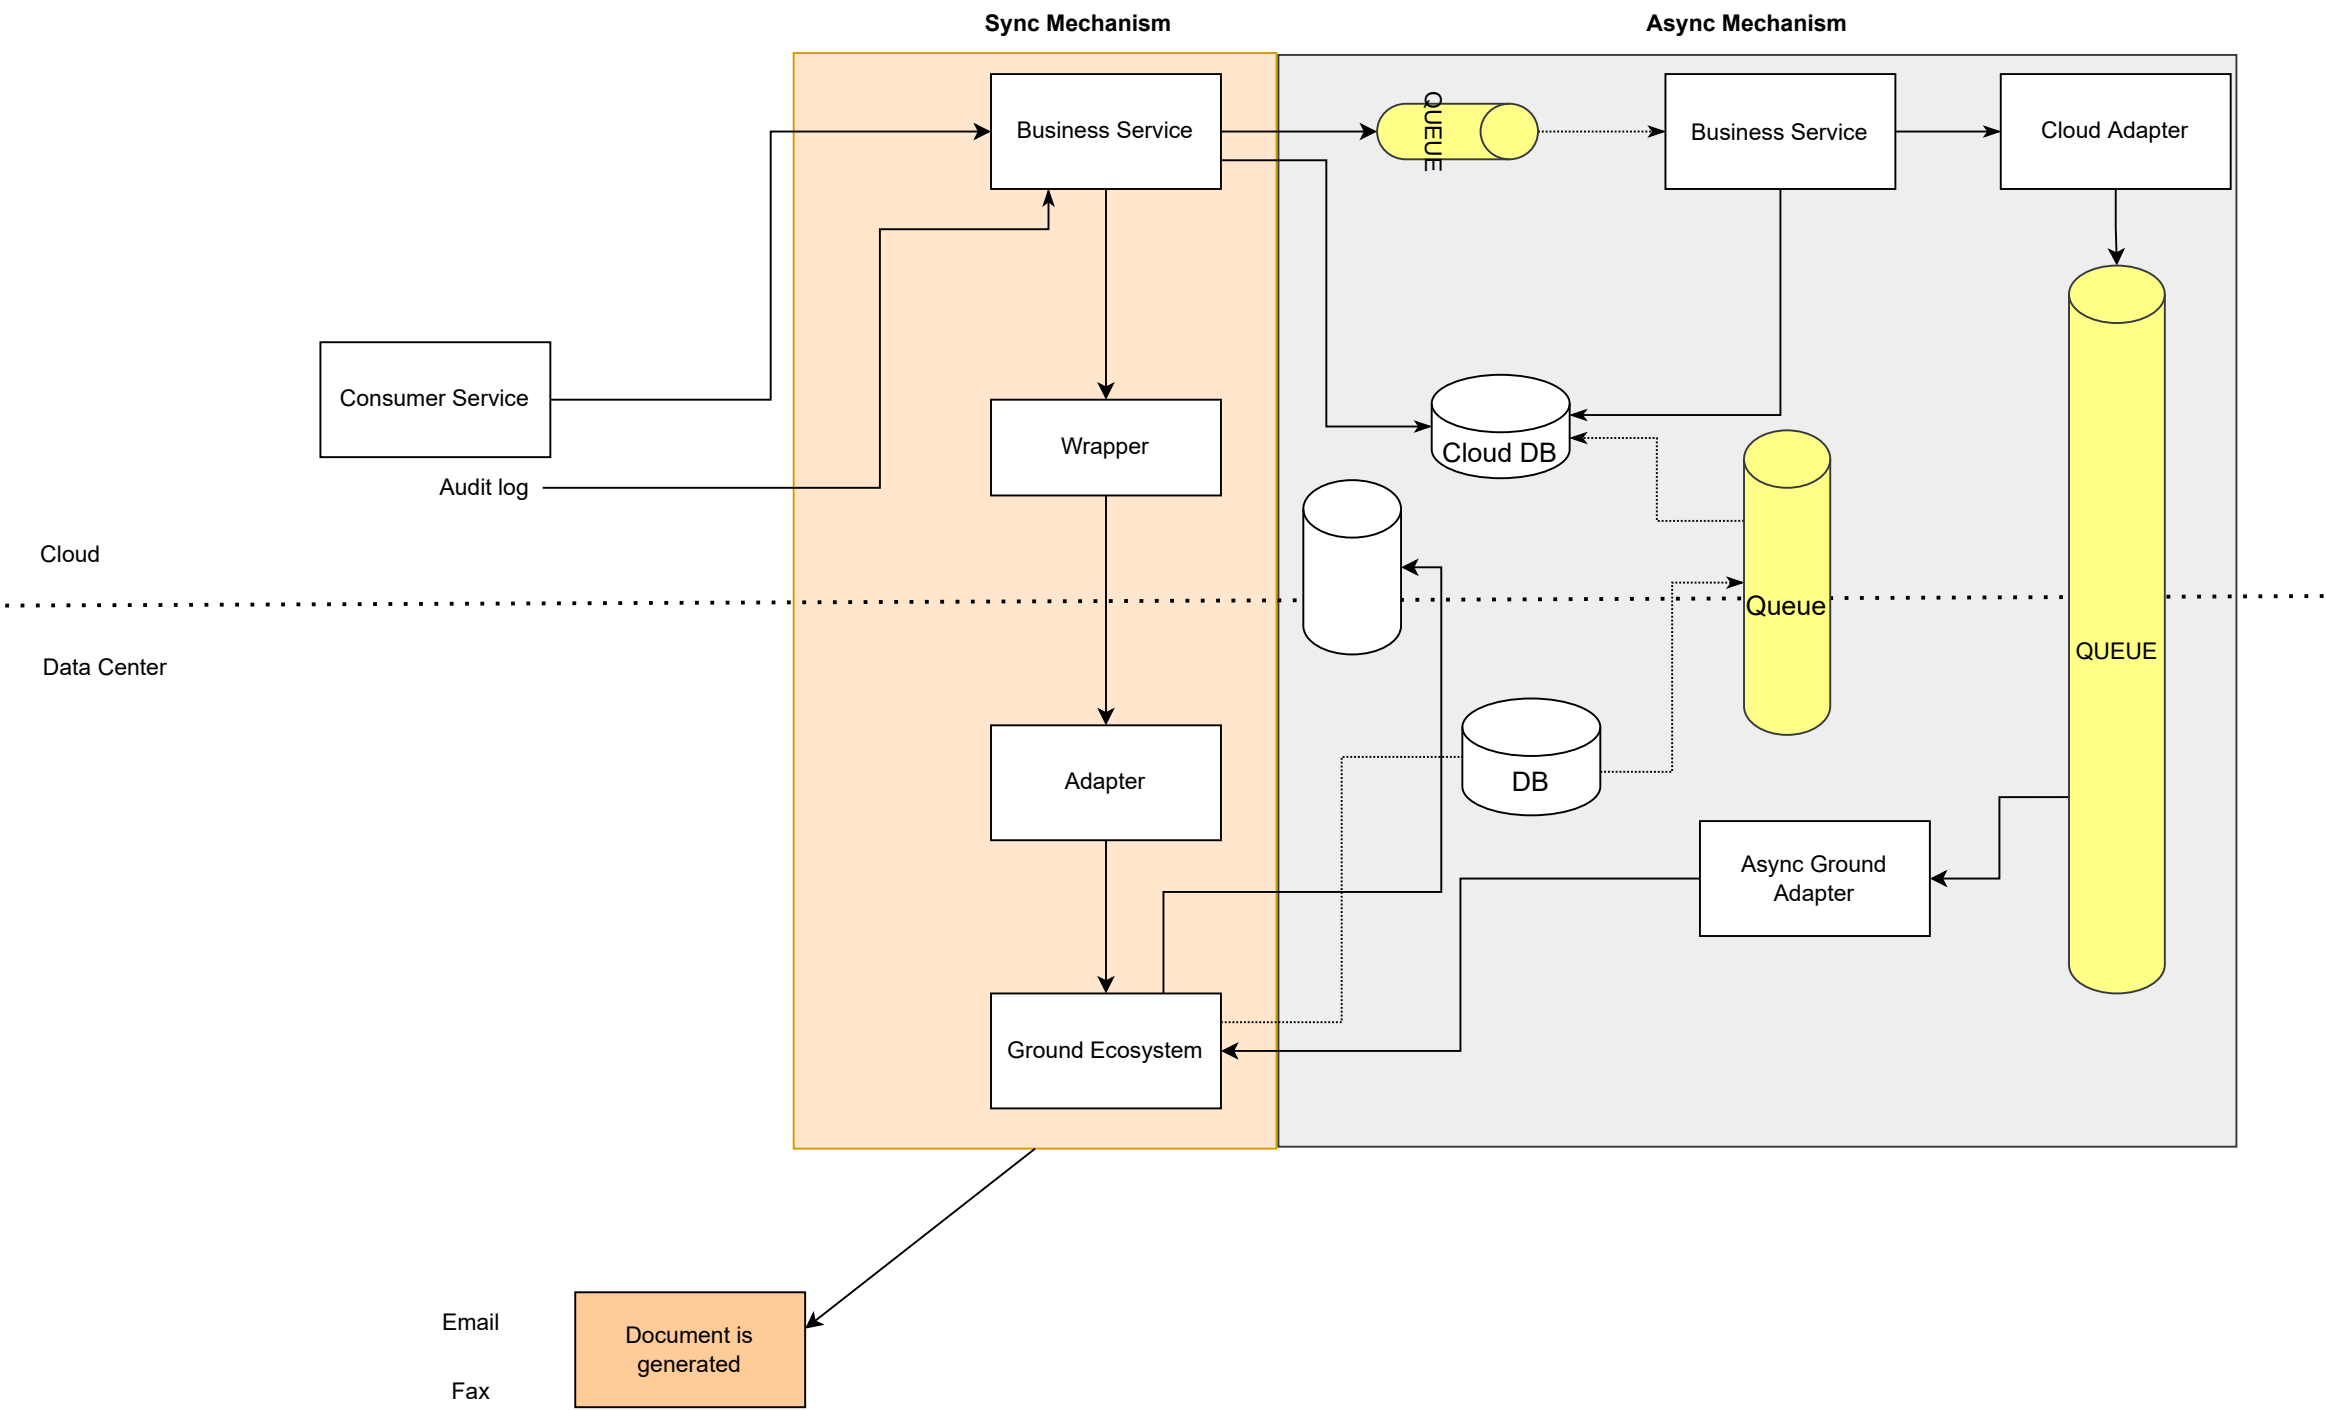 Sync Mechanism
Async Mechanism
Business Service
QUEUE
Business Service
Cloud Adapter
Consumer Service
Audit log
Wrapper
Cloud DB
Cloud
Queue
Data Center
QUEUE
Adapter
DB
Async Ground
Adapter
Ground Ecosystem
Email
Document is
generated
Fax